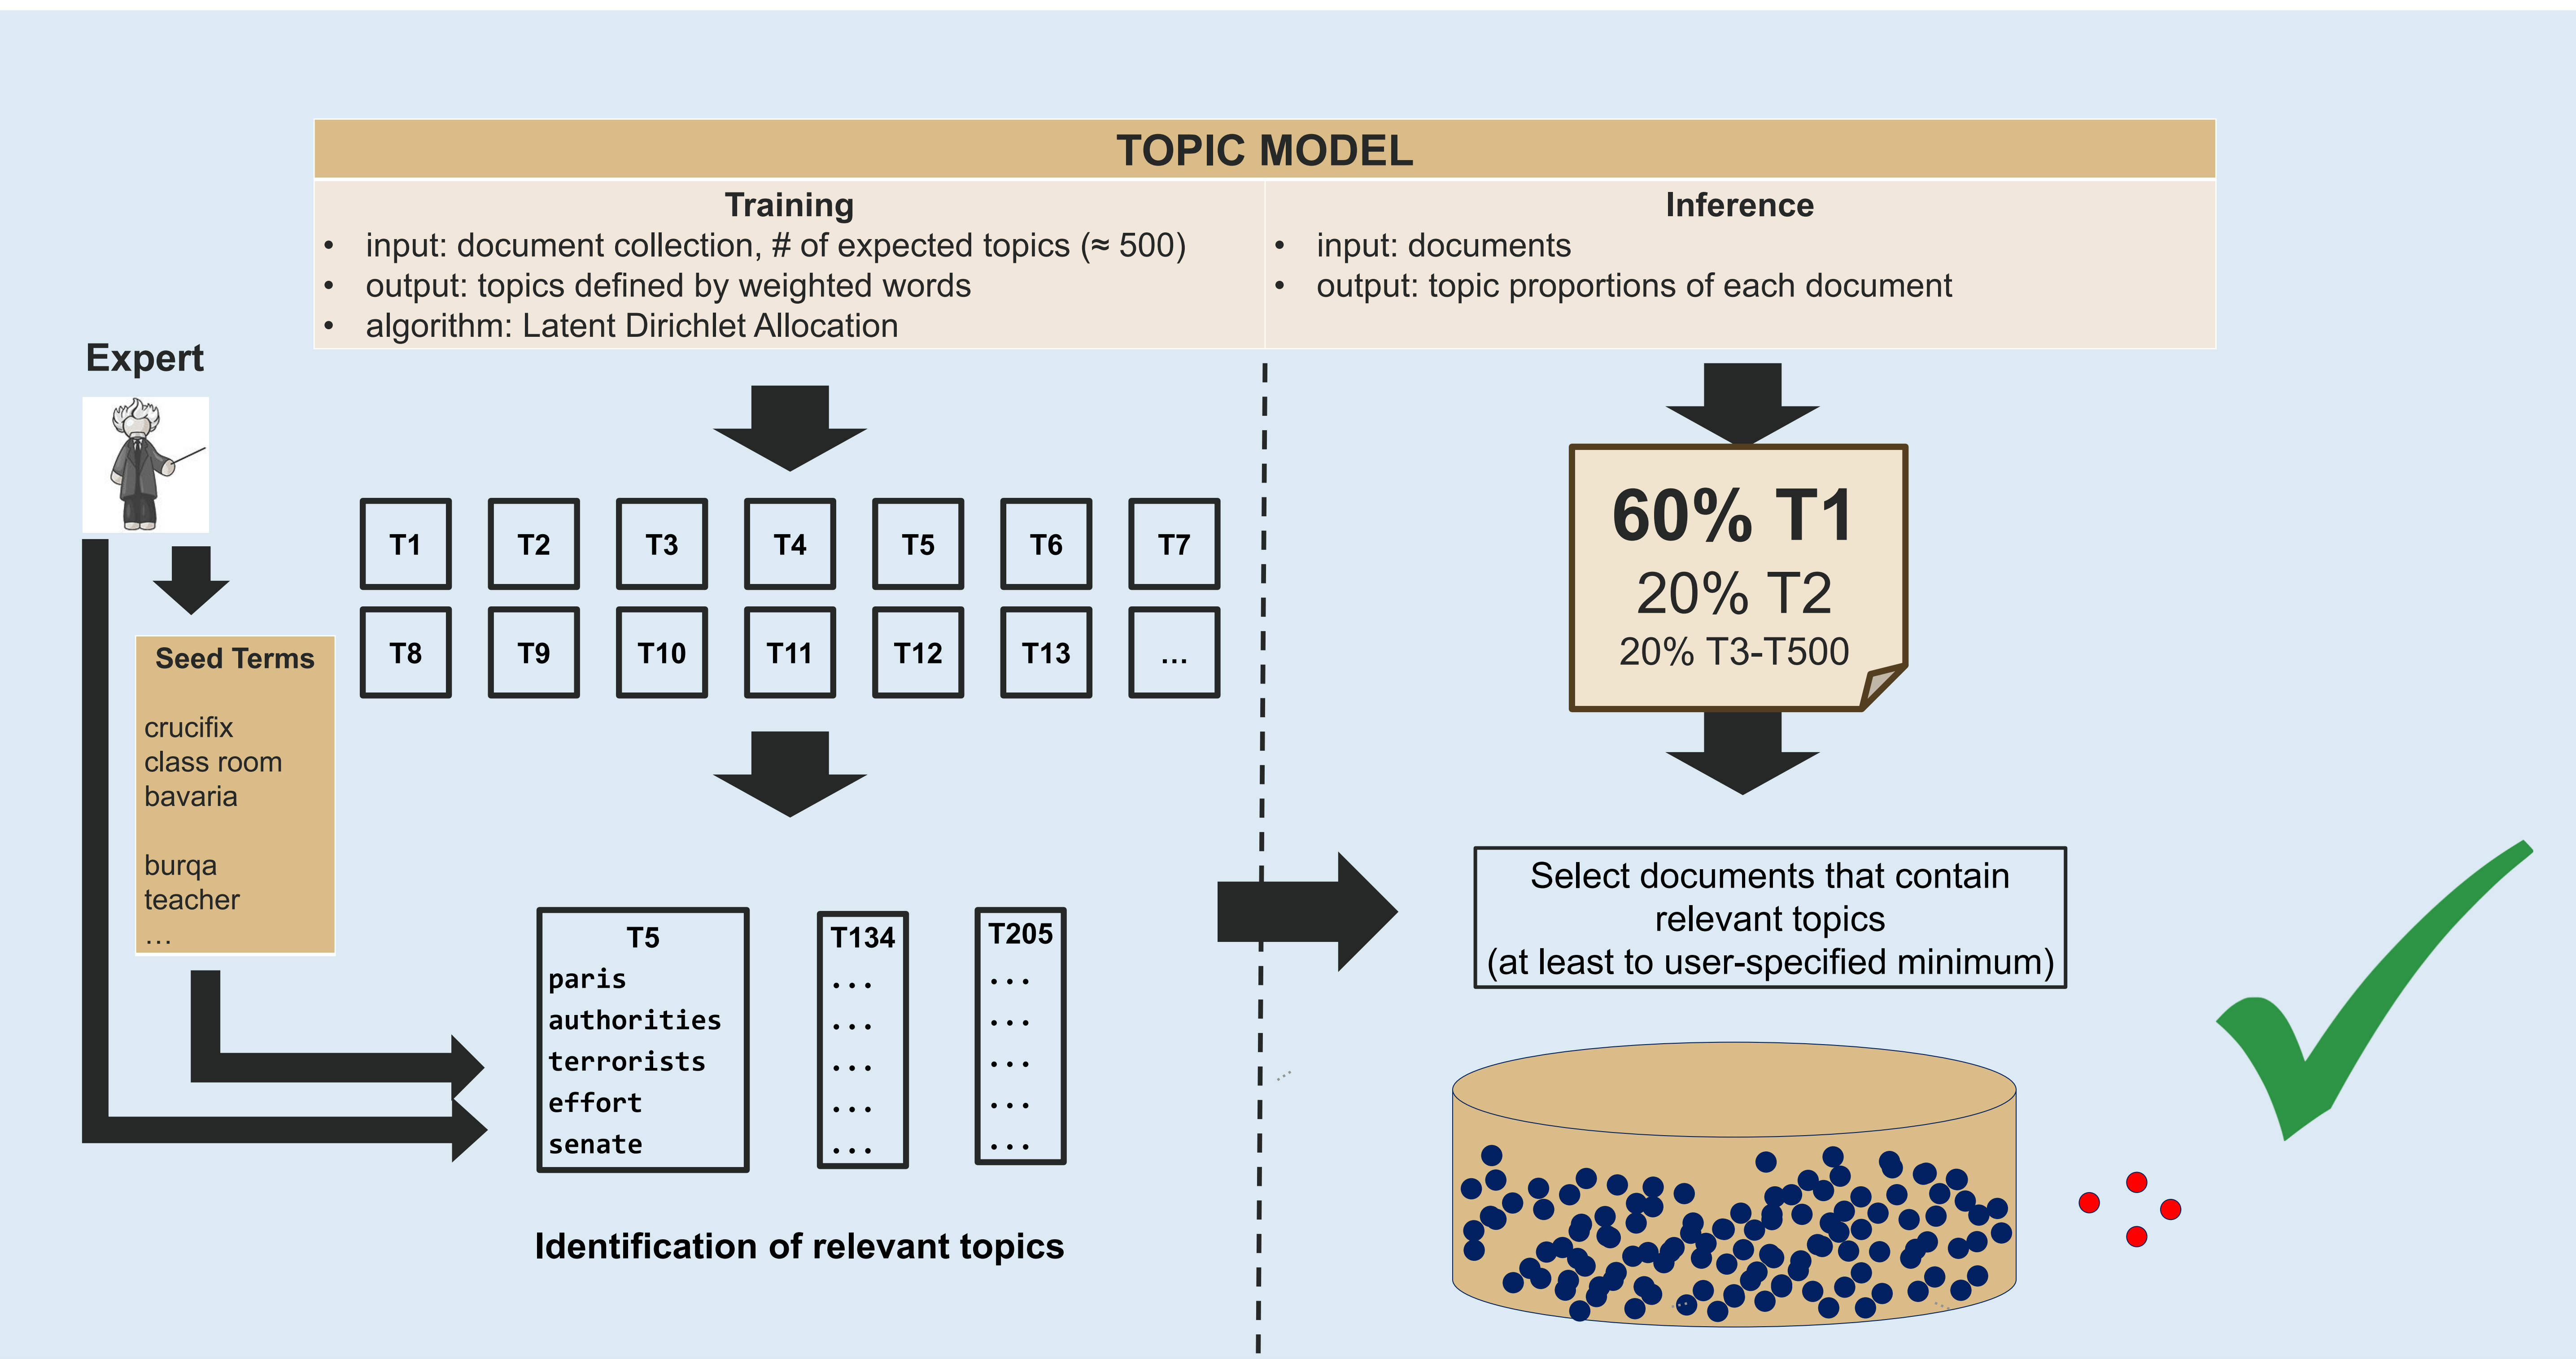 TOPIC MODEL
Training
• input: document collection, # of expected topics (≈ 500)
• output: topics defined by weighted words
• algorithm: Latent Dirichlet Allocation
Inference
• input: documents
• output: topic proportions of each document
Expert
Seed Terms
crucifix
class room
bavaria
burqa
teacher
…
T1 T2 T3 T4 T5 T6 T7
T8 T9 T10 T11 T12 T13 …
T5
paris
authorities
terrorists
effort
senate
T134
...
...
...
...
...
T205
...
...
...
...
...
Identification of relevant topics
60% T1
20% T2
20% T3-T500
Select documents that contain
relevant topics
(at least to user-specified minimum)